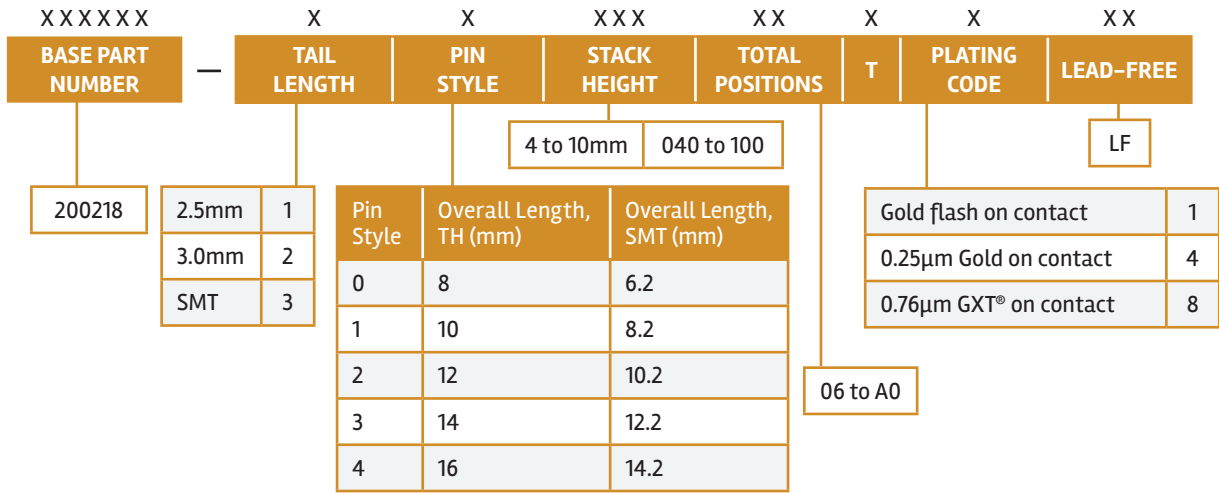 XXXXXX X X XXX XX X X XX
BASE PART NUMBER — TAIL LENGTH PIN STYLE STACK HEIGHT TOTAL POSITIONS T PLATING CODE LEAD-FREE
4 to 10mm 040 to 100
LF
200218
2.5mm 1
3.0mm 2
SMT 3
Pin Style Overall Length, TH (mm) Overall Length, SMT (mm)
0 8 6.2
1 10 8.2
2 12 10.2
3 14 12.2
4 16 14.2
06 to A0
Gold flash on contact 1
0.25µm Gold on contact 4
0.76µm GXT® on contact 8